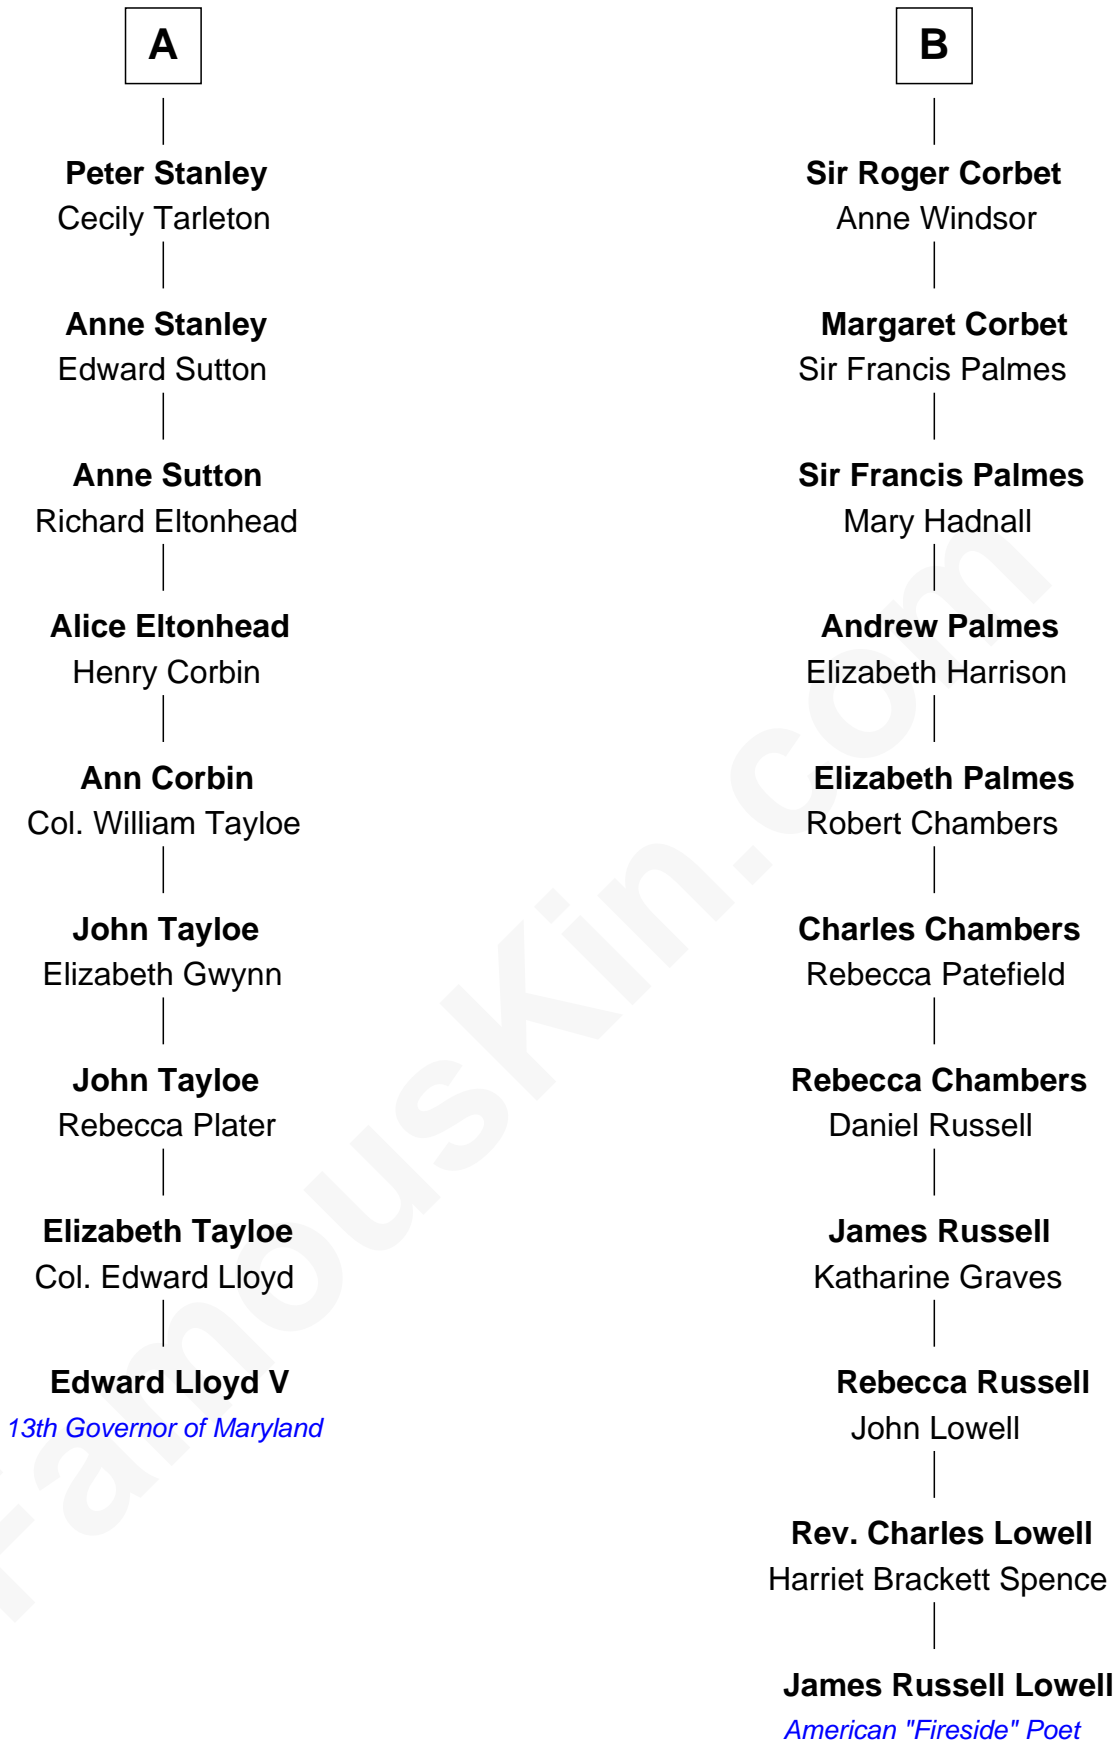 A
Peter Stanley
Cecily Tarleton
Anne Stanley
Edward Sutton
Anne Sutton
Richard Eltonhead
Alice Eltonhead
Henry Corbin
Ann Corbin
Col. William Tayloe
John Tayloe
Elizabeth Gwynn
John Tayloe
Rebecca Plater
Elizabeth Tayloe
Col. Edward Lloyd
Edward Lloyd V
13th Governor of Maryland
B
Sir Roger Corbet
Anne Windsor
Margaret Corbet
Sir Francis Palmes
Sir Francis Palmes
Mary Hadnall
Andrew Palmes
Elizabeth Harrison
Elizabeth Palmes
Robert Chambers
Charles Chambers
Rebecca Patefield
Rebecca Chambers
Daniel Russell
James Russell
Katharine Graves
Rebecca Russell
John Lowell
Rev. Charles Lowell
Harriet Brackett Spence
James Russell Lowell
American "Fireside" Poet
FamousKin.com